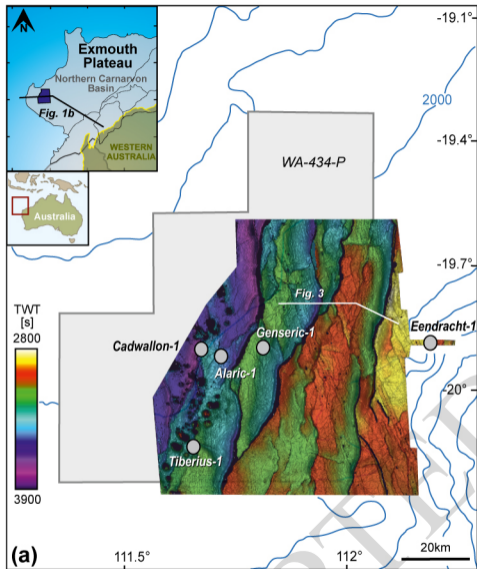 N
Exmouth
Plateau
Northern Carnarvon
Basin
Fig. 1b
WESTERN
AUSTRALIA
Australia
-19.1°
2000
-19.4°
WA-434-P
-19.7°
TWT
[s]
2800
3900
Fig. 3
Eendracht-1
Cadwallon-1
Genseric-1
Alaric-1
-20°
Tiberius-1
(a)
111.5°
112°
20km